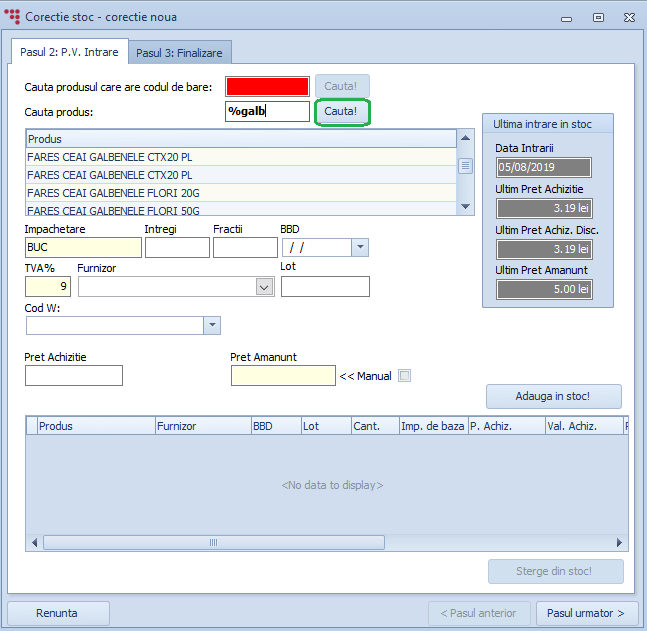 Corectie stoc - corectie noua
Pasul 2: P.V. Intrare
Pasul 3: Finalizare
Cauta produsul care are codul de bare:
Cauta!
Cauta produs:
%galb
Cauta!
Produs
FARES CEAI GALBENELE CTX20 PL
FARES CEAI GALBENELE CTX20 PL
FARES CEAI GALBENELE FLORI 20G
FARES CEAI GALBENELE FLORI 50G
Ultima intrare in stoc
Data Intrarii
05/08/2019
Ultim Pret Achizitie
3.19 lei
Ultim Pret Achiz. Disc.
3.19 lei
Ultim Pret Amanunt
5.00 lei
Impachetare
Intregi
Fractii
BBD
BUC
/ /
TVA%
Furnizor
Lot
9
Cod W:
Pret Achizitie
Pret Amanunt
<< Manual
Adauga in stoc!
Produs
Furnizor
BBD
Lot
Cant.
Imp. de baza
P. Achiz.
Val. Achiz.
<No data to display>
Sterge din stoc!
Renunta
< Pasul anterior
Pasul urmator >